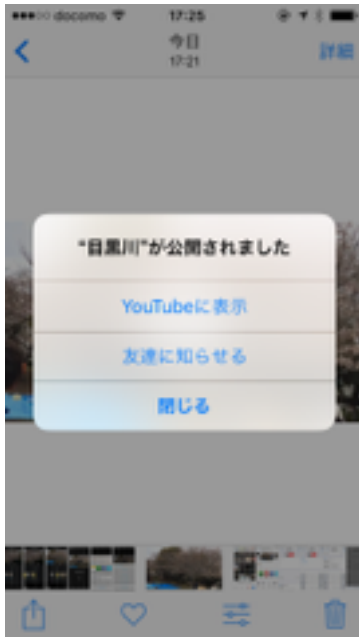 docomo 17:25
今日
17:21
詳細
“目黒川”が公開されました
YouTubeに表示
友達に知らせる
閉じる